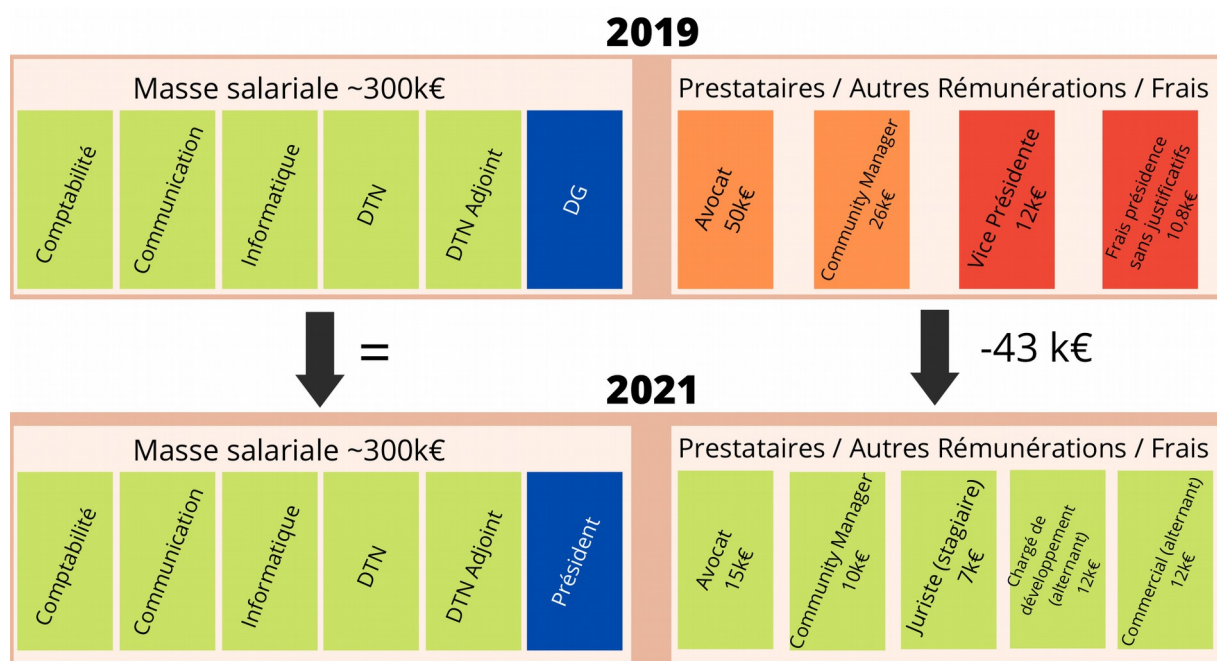 2019
Masse salariale ~300k€
Comptabilité
Communication
Informatique
DTN
DTN Adjoint
DG
Prestataires / Autres Rémunérations / Frais
Avocat
50k€
Community Manager
26k€
Vice Présidente
12k€
Frais présidence
sans justificatifs
10,8k€
=
-43 k€
2021
Masse salariale ~300k€
Comptabilité
Communication
Informatique
DTN
DTN Adjoint
Président
Prestataires / Autres Rémunérations / Frais
Avocat
15k€
Community Manager
10k€
Juriste (stagiaire)
7k€
Chargé de
développement
(alternant)
12k€
Commercial (alternant)
12k€